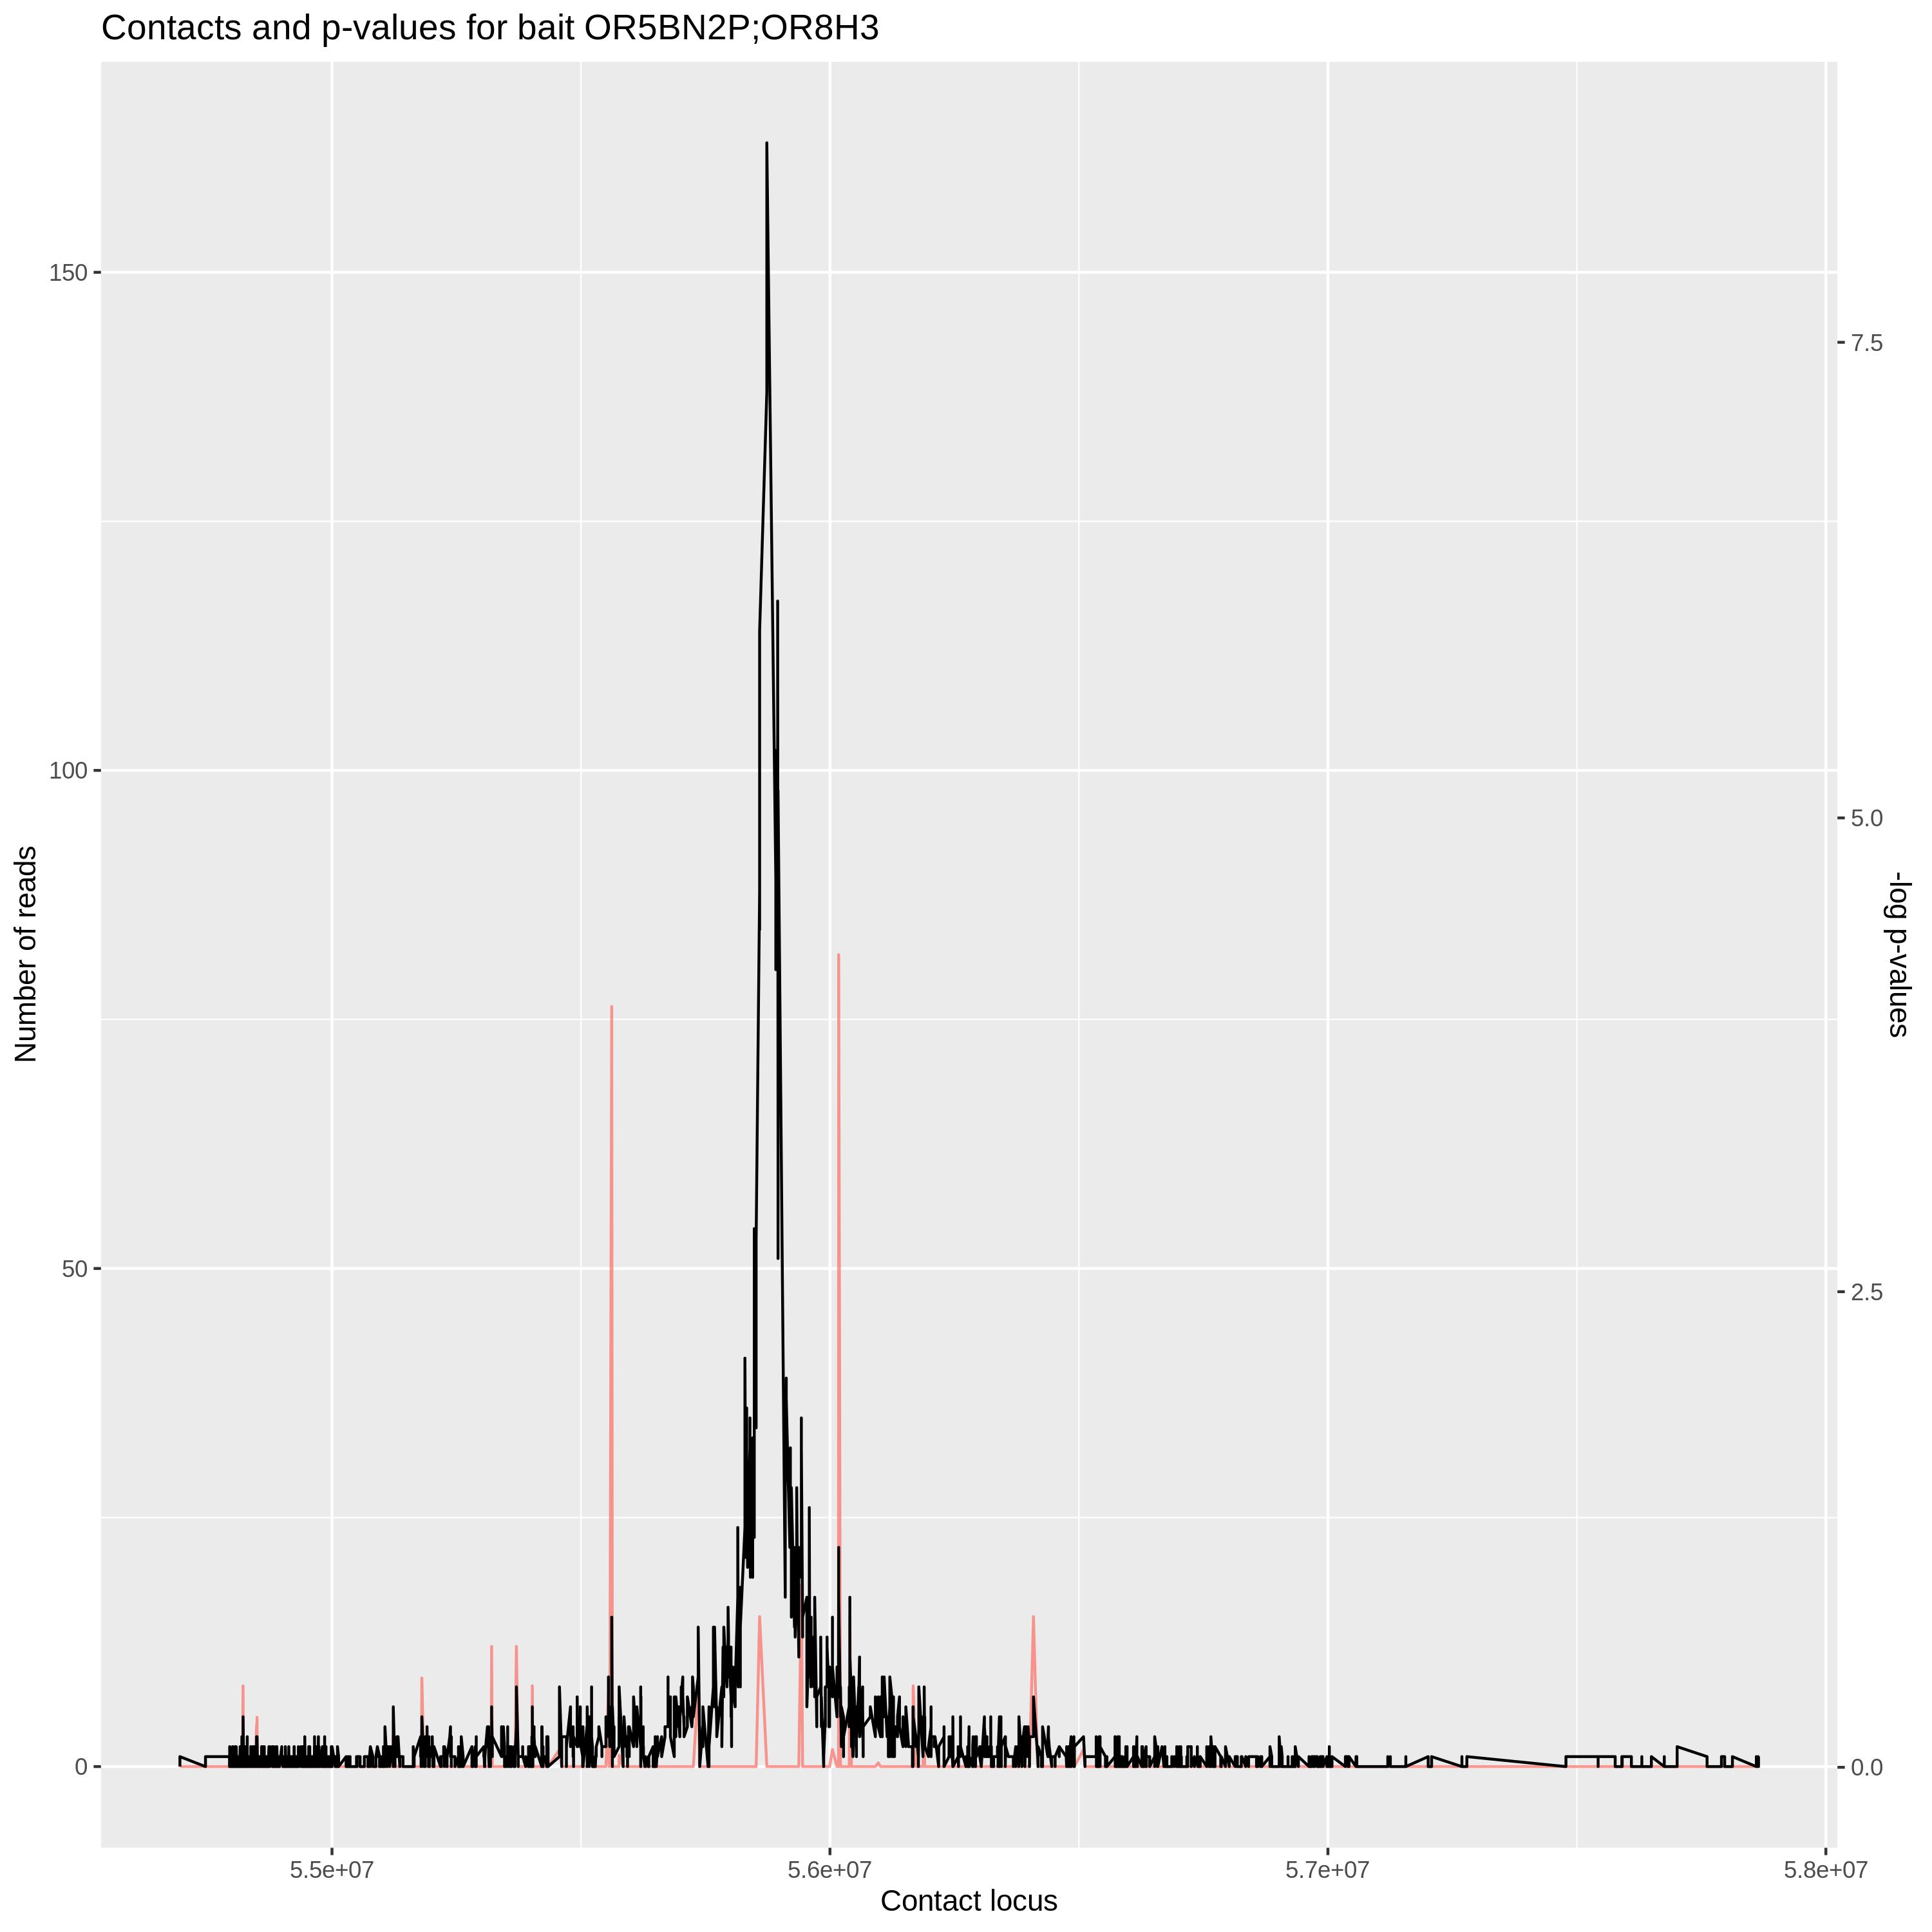 Contacts and p-values for bait OR5BN2P;OR8H3
150
100
50
0
Number of reads
7.5
5.0
2.5
0.0
-log p-values
5.5e+07
5.6e+07
5.7e+07
5.8e+07
Contact locus